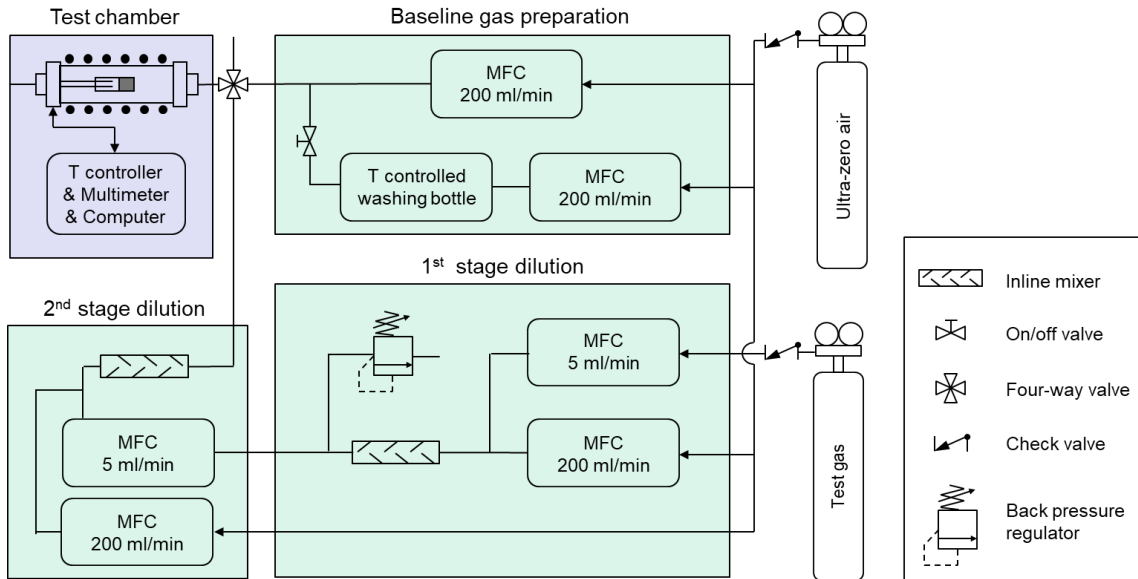 Test chamber
Baseline gas preparation
MFC
200 ml/min
T controller
& Multimeter
& Computer
T controlled
washing bottle
MFC
200 ml/min
Ultra-zero air
2nd stage dilution
1st stage dilution
MFC
5 ml/min
MFC
5 ml/min
MFC
200 ml/min
MFC
200 ml/min
Test gas
Inline mixer
On/off valve
Four-way valve
Check valve
Back pressure
regulator